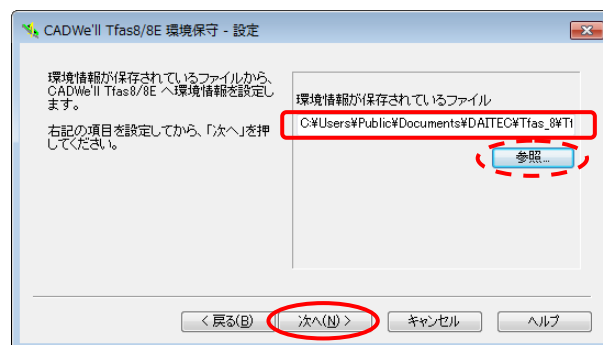 CADWe'll Tfas8/8E 環境保守 - 設定
環境情報が保存されているファイルから、
CADWe'll Tfas8/8E へ環境情報を設定し
ます。
右記の項目を設定してから、「次へ」を押
してください。
環境情報が保存されているファイル
C:¥Users¥Public¥Documents¥DAITEC¥Tfas_8¥Tf
参照...
< 戻る(B)
次へ(N) >
キャンセル
ヘルプ